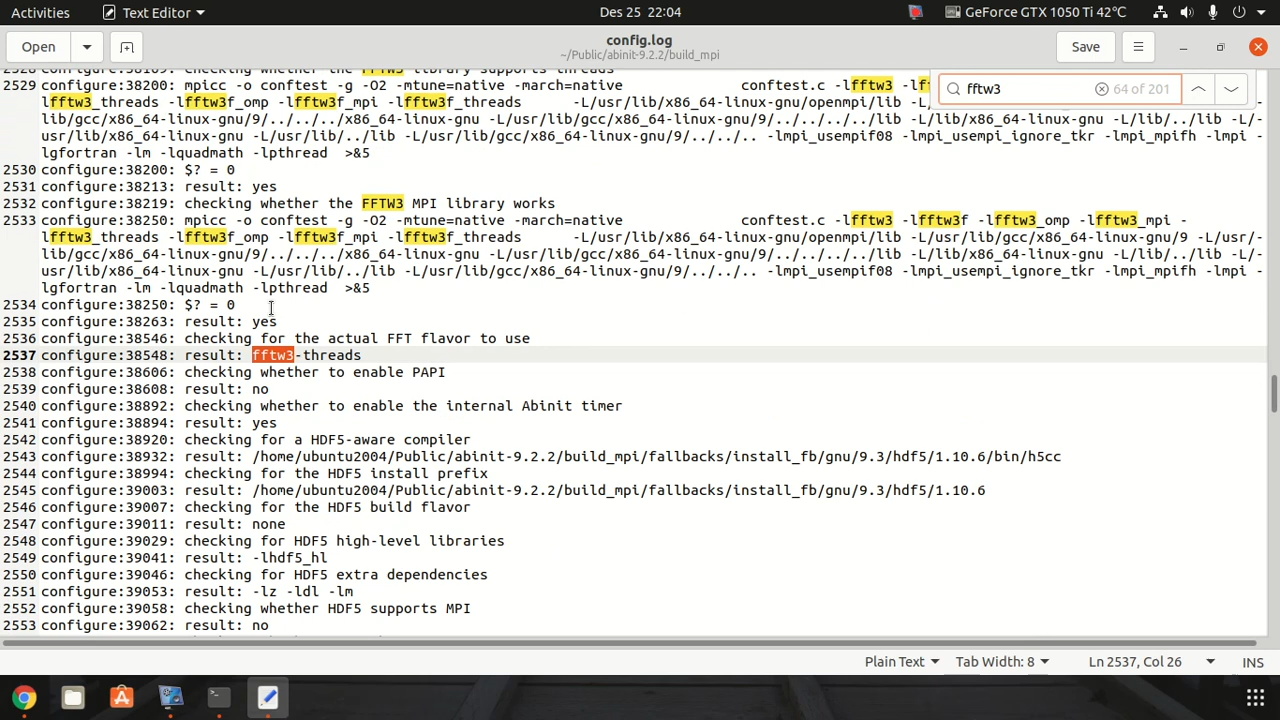 Activities
Text Editor
Des 25 22:04
GeForce GTX 1050 Ti 42°C
Open
config.log
~/Public/abinit-9.2.2/build_mpi
Save
fftw3
64 of 201
2529 configure:38200: mpicc -o conftest -g -O2 -mtune=native -march=native conftest.c -lfftw3
lfftw3_threads -lfftw3f_omp -lfftw3f_mpi -lfftw3f_threads -L/usr/lib/x86_64-linux-gnu/openmpi/lib
lib/gcc/x86_64-linux-gnu/9/../../../x86_64-linux-gnu -L/usr/lib/gcc/x86_64-linux-gnu/9/../../../../lib -L/lib/x86_64-linux-gnu -L/lib/../lib -L/-
usr/lib/x86_64-linux-gnu -L/usr/lib/../lib -L/usr/lib/gcc/x86_64-linux-gnu/9/../../.. -lmpi_usempif08 -lmpi_usempi_ignore_tkr -lmpi_mpifh -lmpi -
lgfortran -lm -lquadmath -lpthread >&5
2530 configure:38200: $? = 0
2531 configure:38213: result: yes
2532 configure:38219: checking whether the FFTW3 MPI library works
2533 configure:38250: mpicc -o conftest -g -O2 -mtune=native -march=native conftest.c -lfftw3 -lfftw3f -lfftw3_omp -lfftw3_mpi -
lfftw3_threads -lfftw3f_omp -lfftw3f_mpi -lfftw3f_threads -L/usr/lib/x86_64-linux-gnu/openmpi/lib -L/usr/lib/gcc/x86_64-linux-gnu/9 -L/usr/-
lib/gcc/x86_64-linux-gnu/9/../../../x86_64-linux-gnu -L/usr/lib/gcc/x86_64-linux-gnu/9/../../../../lib -L/lib/x86_64-linux-gnu -L/lib/../lib -L/-
usr/lib/x86_64-linux-gnu -L/usr/lib/../lib -L/usr/lib/gcc/x86_64-linux-gnu/9/../../.. -lmpi_usempif08 -lmpi_usempi_ignore_tkr -lmpi_mpifh -lmpi -
lgfortran -lm -lquadmath -lpthread >&5
2534 configure:38250: $? = 0
2535 configure:38263: result: yes
2536 configure:38546: checking for the actual FFT flavor to use
2537 configure:38548: result: fftw3-threads
2538 configure:38606: checking whether to enable PAPI
2539 configure:38608: result: no
2540 configure:38892: checking whether to enable the internal Abinit timer
2541 configure:38894: result: yes
2542 configure:38920: checking for a HDF5-aware compiler
2543 configure:38932: result: /home/ubuntu2004/Public/abinit-9.2.2/build_mpi/fallbacks/install_fb/gnu/9.3/hdf5/1.10.6/bin/h5cc
2544 configure:38994: checking for the HDF5 install prefix
2545 configure:39003: result: /home/ubuntu2004/Public/abinit-9.2.2/build_mpi/fallbacks/install_fb/gnu/9.3/hdf5/1.10.6
2546 configure:39007: checking for the HDF5 build flavor
2547 configure:39011: result: none
2548 configure:39029: checking for HDF5 high-level libraries
2549 configure:39041: result: -lhdf5_hl
2550 configure:39046: checking for HDF5 extra dependencies
2551 configure:39053: result: -lz -ldl -lm
2552 configure:39058: checking whether HDF5 supports MPI
2553 configure:39062: result: no
Plain Text
Tab Width: 8
Ln 2537, Col 26
INS